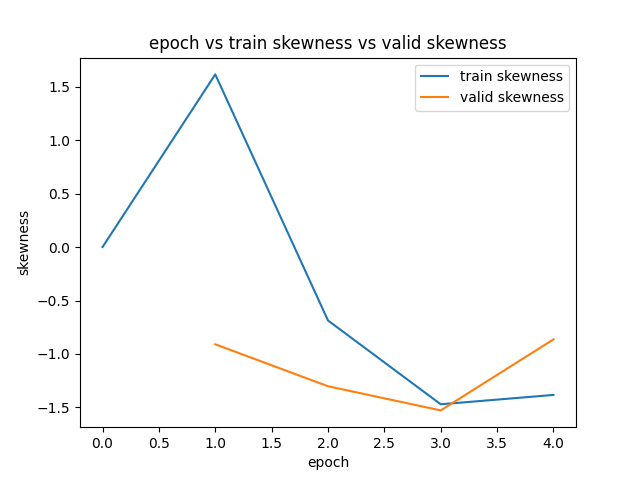 epoch vs train skewness vs valid skewness
train skewness
valid skewness
skewness
1.5
1.0
0.5
0.0
−0.5
−1.0
−1.5
0.0 0.5 1.0 1.5 2.0 2.5 3.0 3.5 4.0
epoch